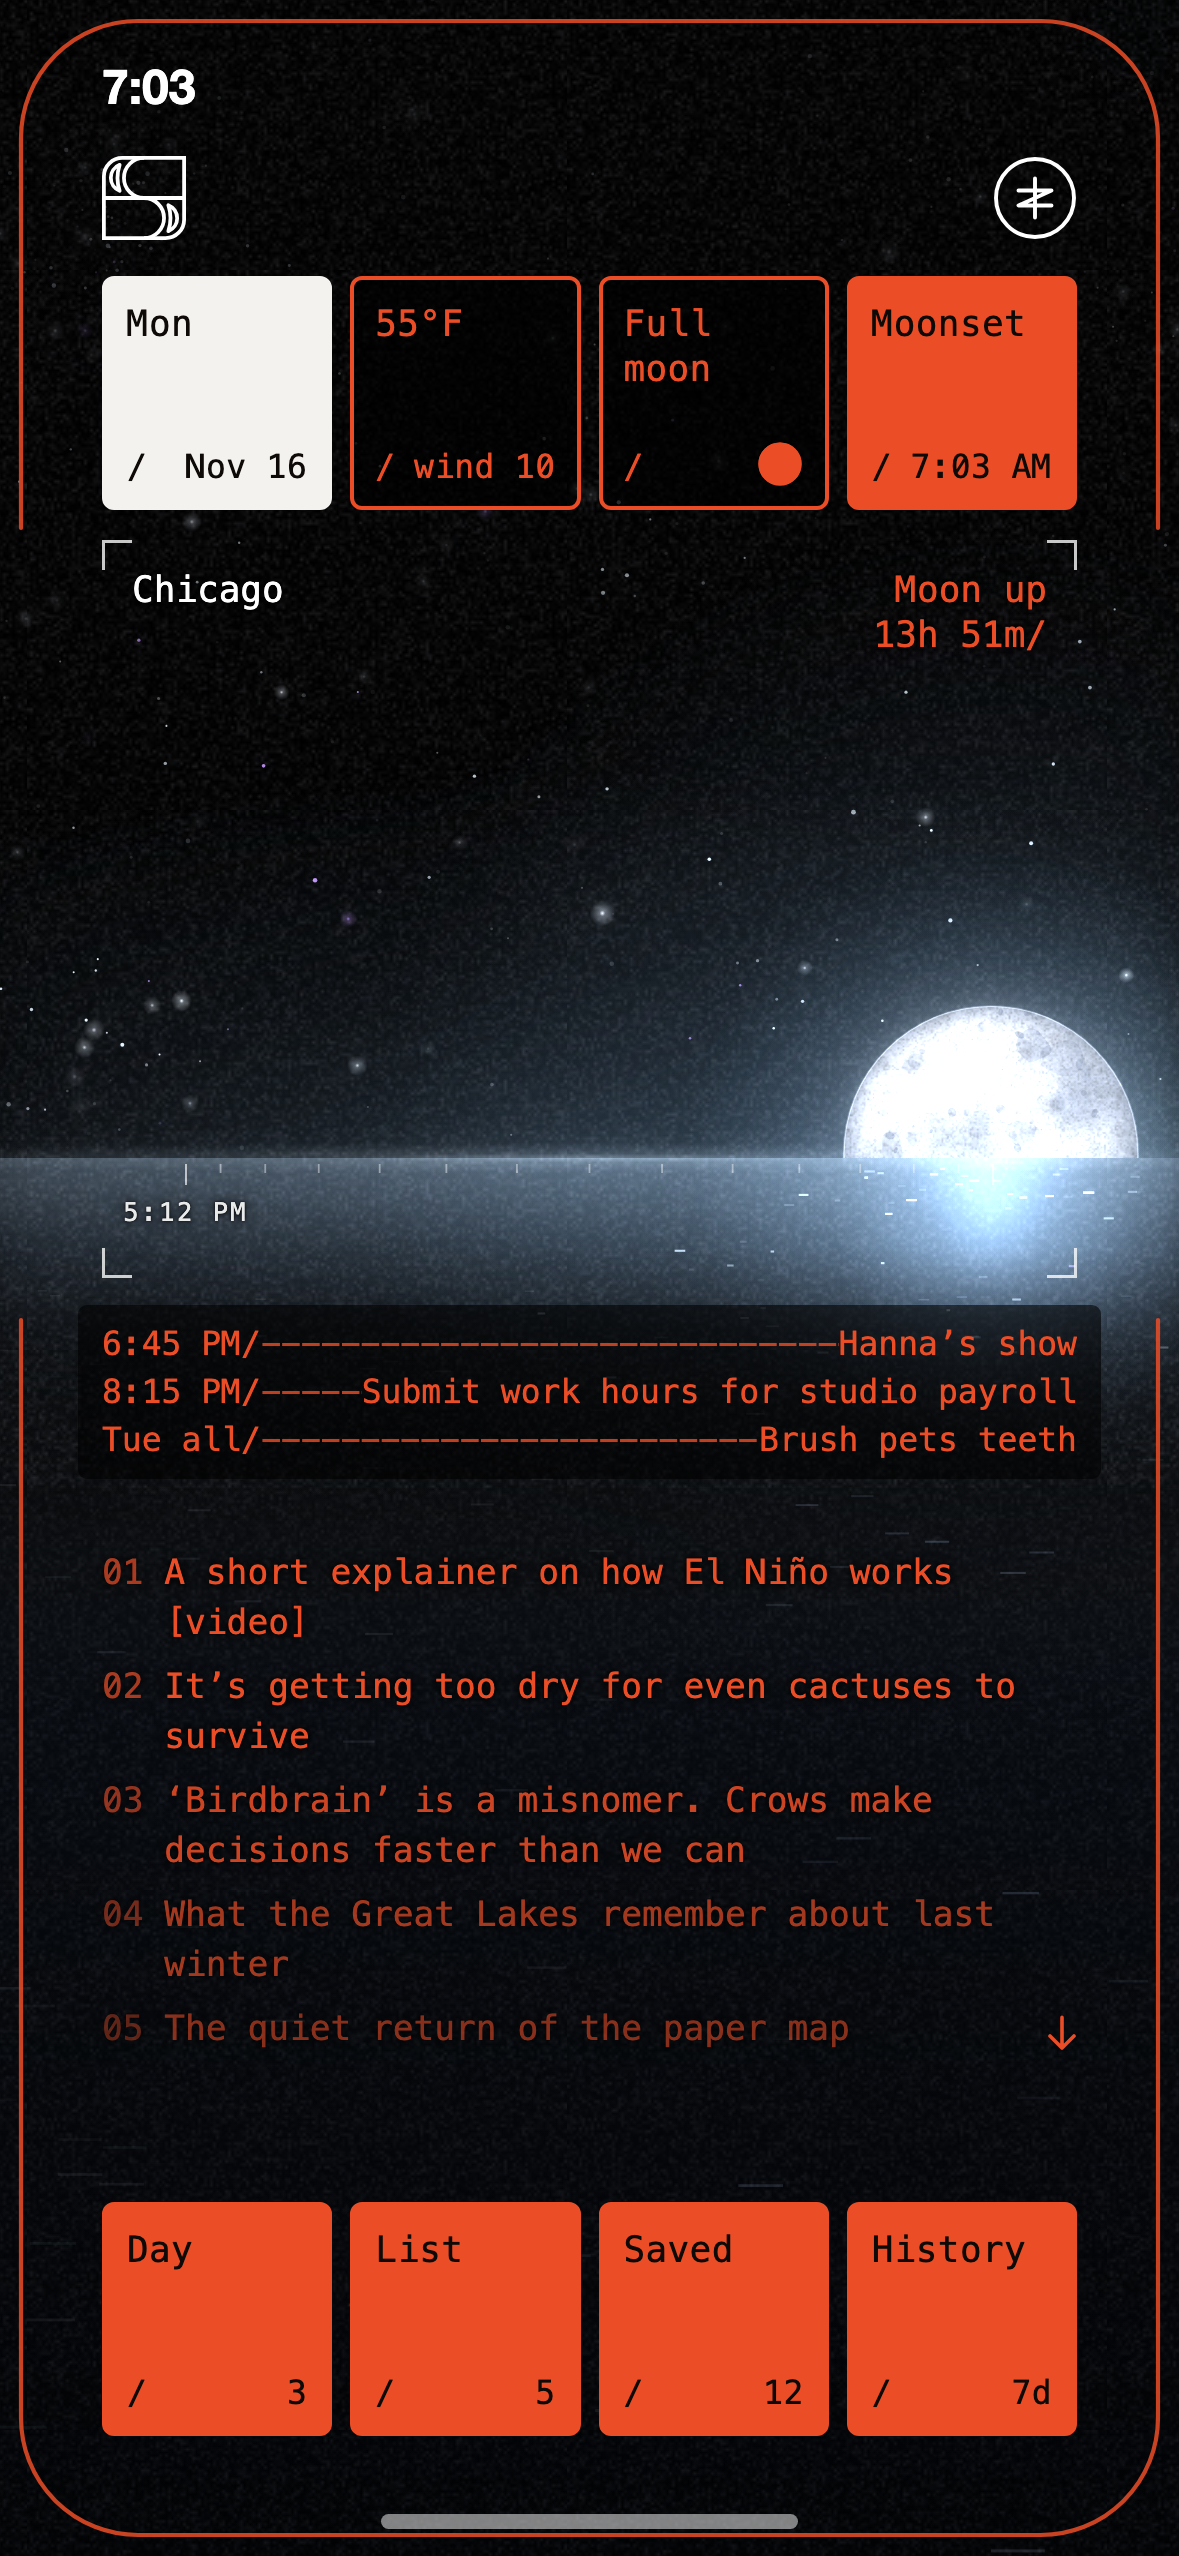 7:03
Mon
/ Nov 16
55°F
/ wind 10
Full
moon
/
Moonset
/ 7:03 AM
Chicago
Moon up
13h 51m/
5:12 PM
6:45 PM/—————————————————————————————Hanna’s show
8:15 PM/—————Submit work hours for studio payroll
Tue all/—————————————————————————Brush pets teeth
01 A short explainer on how El Niño works
[video]
02 It’s getting too dry for even cactuses to
survive
03 ‘Birdbrain’ is a misnomer. Crows make
decisions faster than we can
04 What the Great Lakes remember about last
winter
05 The quiet return of the paper map
Day
/ 3
List
/ 5
Saved
/ 12
History
/ 7d